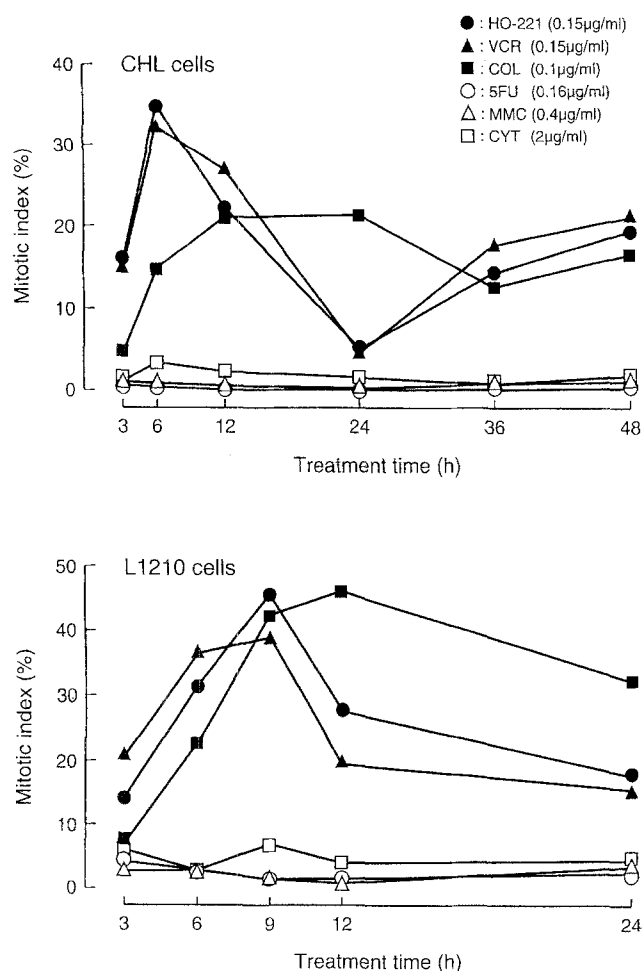 ● : HO-221 (0.15µg/ml)
▲ : VCR (0.15µg/ml)
■ : COL (0.1µg/ml)
○ : 5FU (0.16µg/ml)
△ : MMC (0.4µg/ml)
□ : CYT (2µg/ml)
CHL cells
40
30
20
10
0
Mitotic index (%)
3 6 12 24 36 48
Treatment time (h)
L1210 cells
50
40
30
20
10
0
Mitotic index (%)
3 6 9 12 24
Treatment time (h)